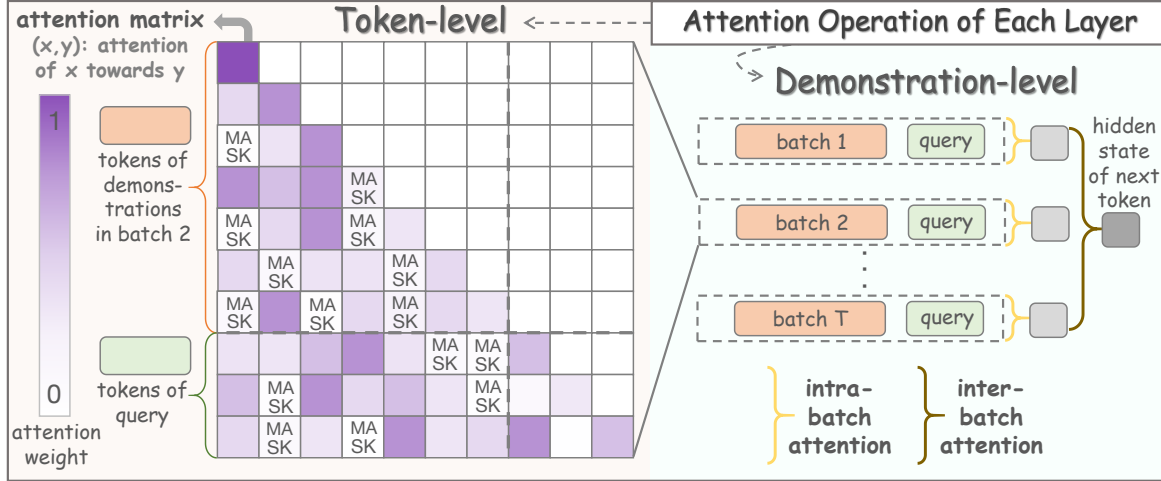 attention matrix
(x,y): attention
of x towards y
Token-level
Attention Operation of Each Layer
Demonstration-level
1
0
attention
weight
tokens of
demons-
trations
in batch 2
tokens of
query
MA
SK
MA
SK
MA
SK
MA
SK
MA
SK
MA
SK
MA
SK
MA
SK
MA
SK
MA
SK
MA
SK
MA
SK
MA
SK
MA
SK
MA
SK
batch 1
query
batch 2
query
batch T
query
hidden
state
of next
token
intra-
batch
attention
inter-
batch
attention